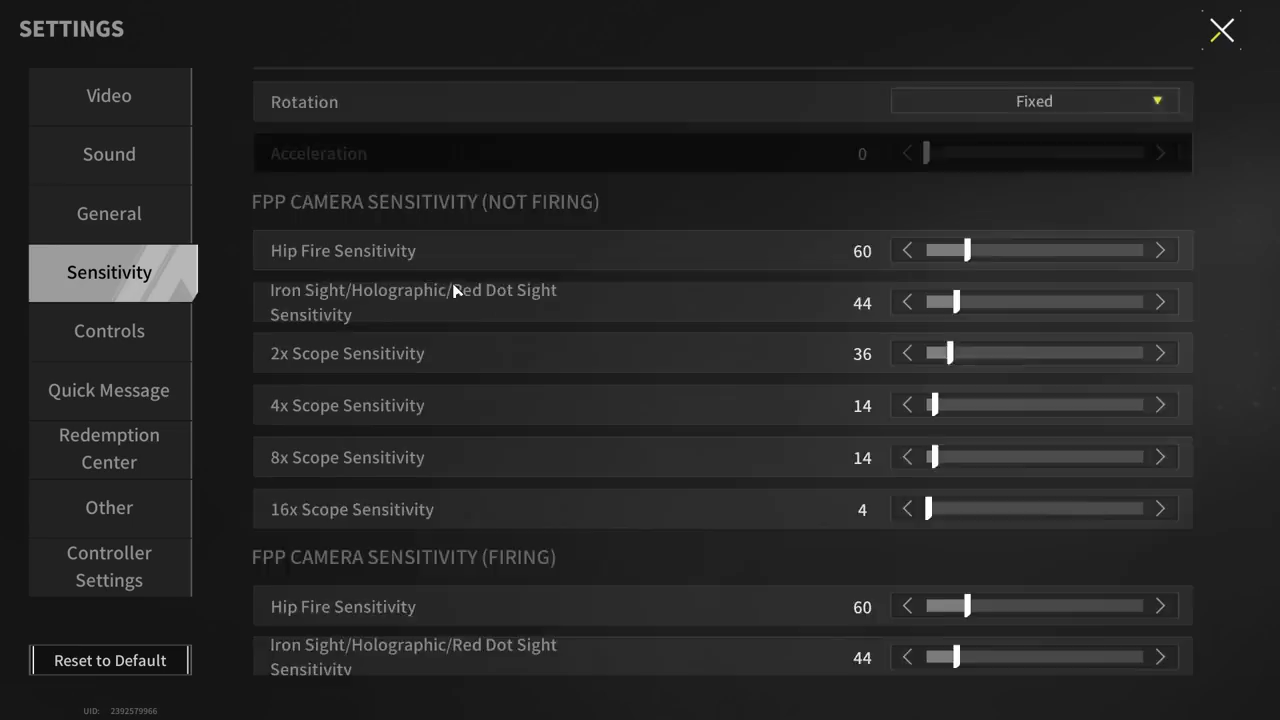 SETTINGS
Video
Sound
General
Sensitivity
Controls
Quick Message
Redemption
Center
Other
Controller
Settings
Reset to Default
UID: 2392579966
Rotation Fixed
Acceleration 0
FPP CAMERA SENSITIVITY (NOT FIRING)
Hip Fire Sensitivity 60
Iron Sight/Holographic/Red Dot Sight
Sensitivity 44
2x Scope Sensitivity 36
4x Scope Sensitivity 14
8x Scope Sensitivity 14
16x Scope Sensitivity 4
FPP CAMERA SENSITIVITY (FIRING)
Hip Fire Sensitivity 60
Iron Sight/Holographic/Red Dot Sight
Sensitivity 44